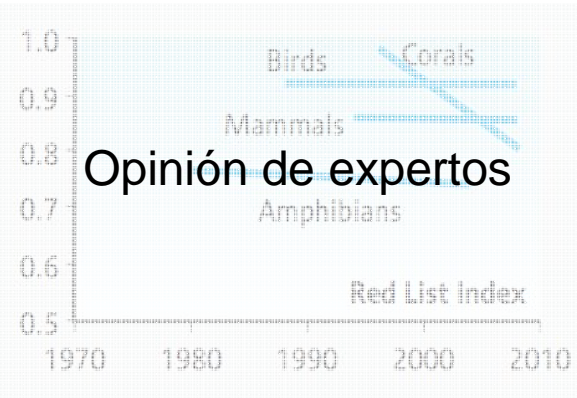 1.0
Birds
Corals
0.9
Mammals
0.8
Opinión de expertos
0.7
Amphibians
0.6
Red List index
0.5
1970 1980 1990 2000 2010